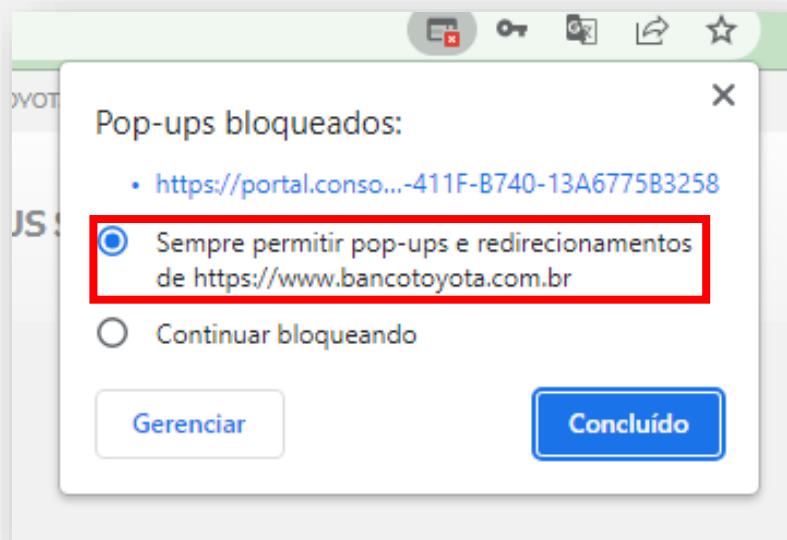 Pop-ups bloqueados:
• https://portal.conso...-411F-B740-13A6775B3258
Sempre permitir pop-ups e redirecionamentos
de https://www.bancotoyota.com.br
Continuar bloqueando
Gerenciar
Concluído